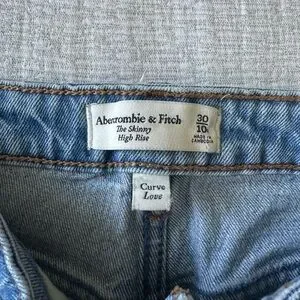 Abercrombie & Fitch
The Skinny
High Rise
30
10
MADE IN
CAMBODIA
Curve
Love